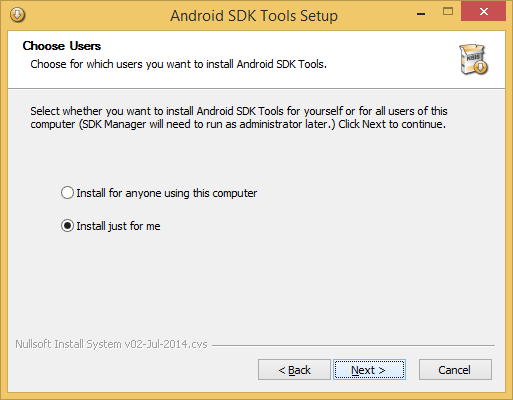 Android SDK Tools Setup
Choose Users
Choose for which users you want to install Android SDK Tools.
NSIS
Select whether you want to install Android SDK Tools for yourself or for all users of this
computer (SDK Manager will need to run as administrator later.) Click Next to continue.
Install for anyone using this computer
Install just for me
Nullsoft Install System v02-Jul-2014.cvs
< Back
Next >
Cancel